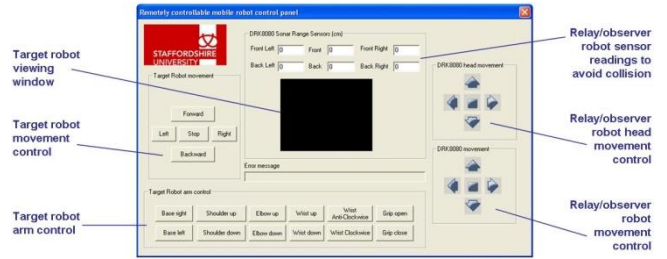 Remotely controllable mobile robot control panel
STAFFORDSHIRE
UNIVERSITY
Target Robot movement
Forward
Left Stop Right
Backward
DRK8080 Sonar Range Sensors (cm)
Front Left 0 Front 0 Front Right 0
Back Left 0 Back 0 Back Right 0
Error message
DRK8080 head movement
DRK8080 movement
Target Robot arm control
Base right Shoulder up Elbow up Wrist up Wrist Anti-Clockwise Grip open
Base left Shoulder down Elbow down Wrist down Wrist Clockwise Grip close
Target robot
viewing
window
Target robot
movement
control
Target robot
arm control
Relay/observer
robot sensor
readings to
avoid collision
Relay/observer
robot head
movement
control
Relay/observer
robot
movement
control